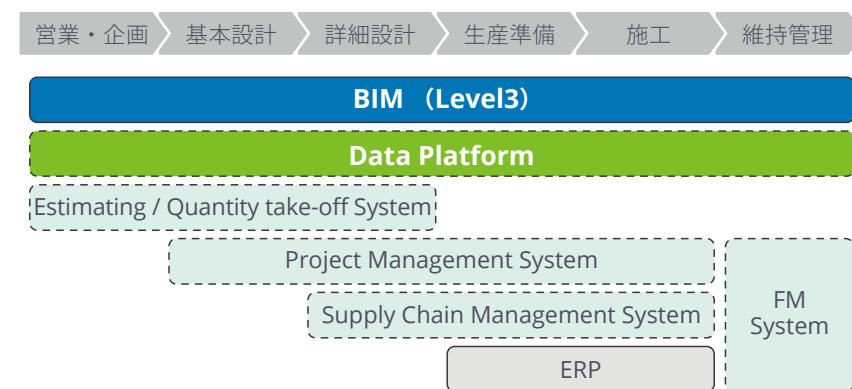 営業・企画 基本設計 詳細設計 生産準備 施工 維持管理
BIM （Level3）
Data Platform
Estimating / Quantity take-off System
Project Management System
Supply Chain Management System
FM
System
ERP